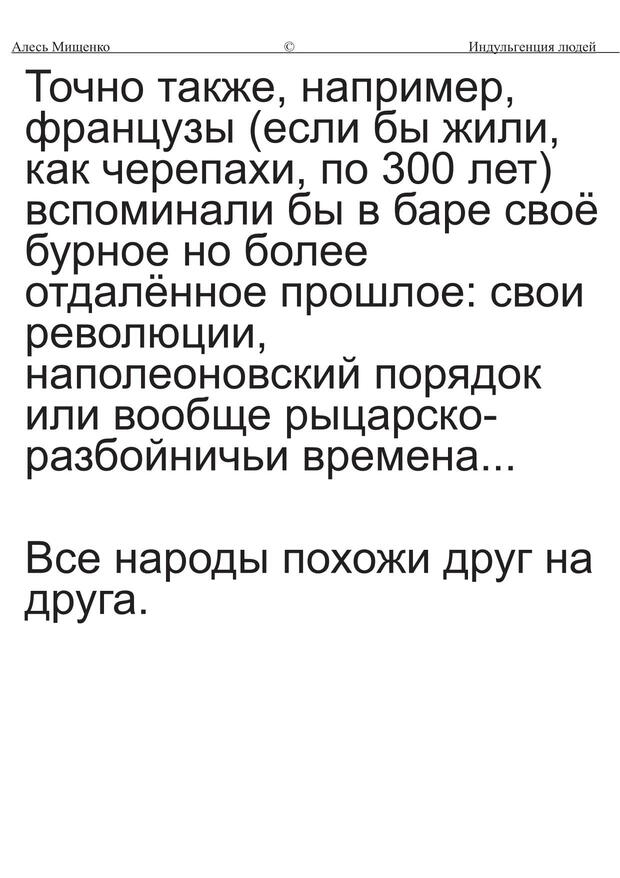 Алесь Мищенко © Индульгенция людей
Точно также, например,
французы (если бы жили,
как черепахи, по 300 лет)
вспоминали бы в баре своё
бурное но более
отдалённое прошлое: свои
революции,
наполеоновский порядок
или вообще рыцарско-
разбойничьи времена...
Все народы похожи друг на
друга.